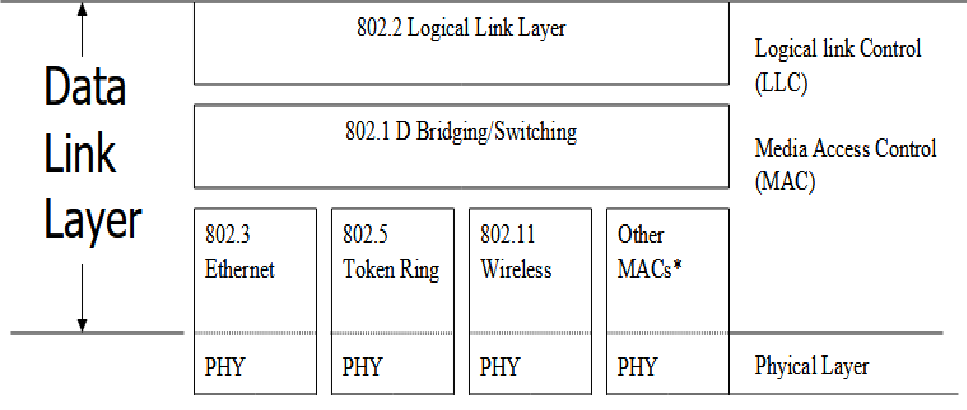 802.2 Logical Link Layer
Logical link Control
(LLC)
Data
Link
Layer
802.1 D Bridging/Switching
Media Access Control
(MAC)
802.3
Ethernet
802.5
Token Ring
802.11
Wireless
Other
MACs*
PHY
PHY
PHY
PHY
Phyical Layer